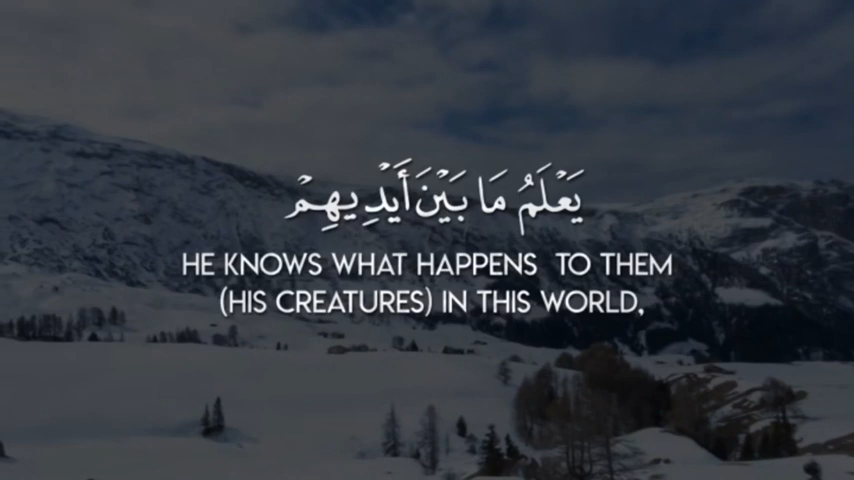 يَعْلَمُ مَا بَيْنَ أَيْدِيهِمْ
HE KNOWS WHAT HAPPENS TO THEM
(HIS CREATURES) IN THIS WORLD,